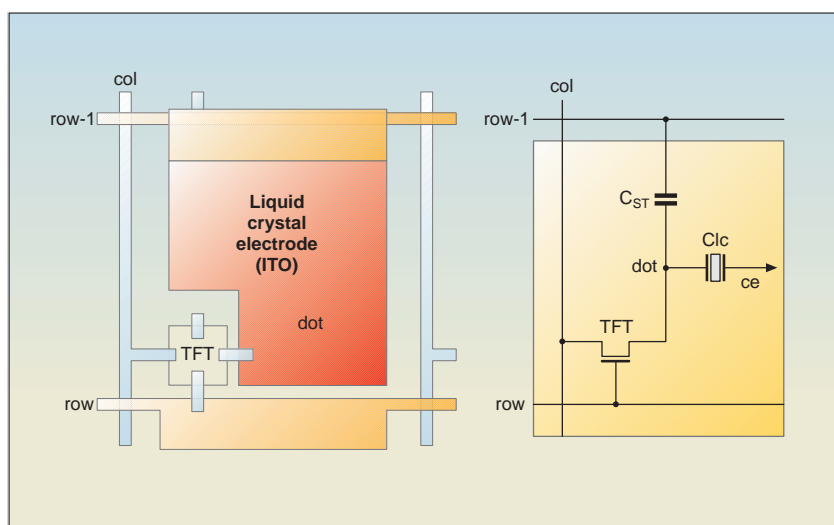 col
row-1
Liquid
crystal
electrode
(ITO)
dot
TFT
row
col
row-1
CST
Clc
dot
ce
TFT
row